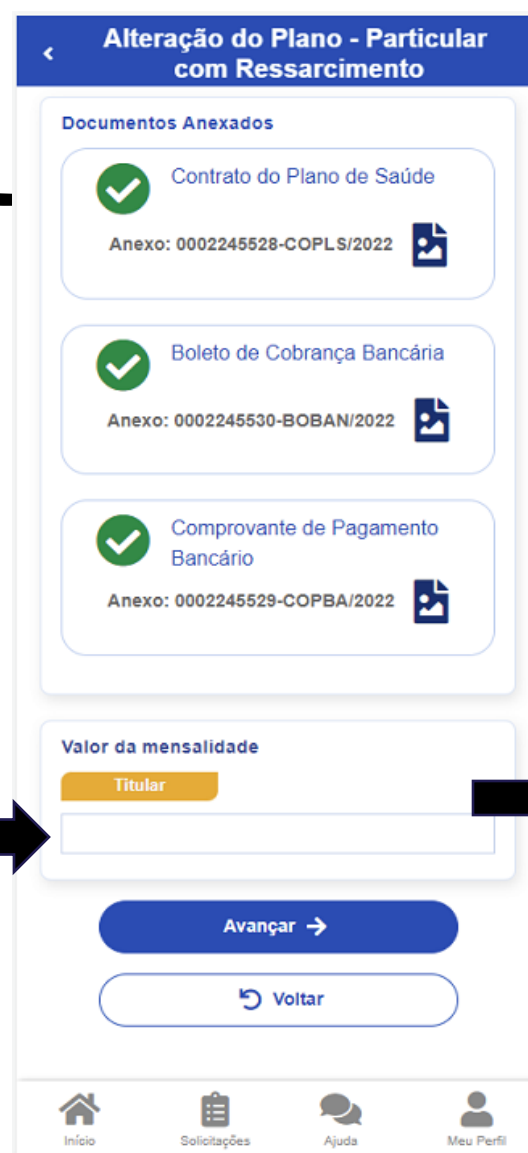 Alteração do Plano - Particular
com Ressarcimento
Documentos Anexados
Contrato do Plano de Saúde
Anexo: 0002245528-COPLS/2022
Boleto de Cobrança Bancária
Anexo: 0002245530-BOBAN/2022
Comprovante de Pagamento
Bancário
Anexo: 0002245529-COPBA/2022
Valor da mensalidade
Titular
Avançar
Voltar
Início Solicitações Ajuda Meu Perfil